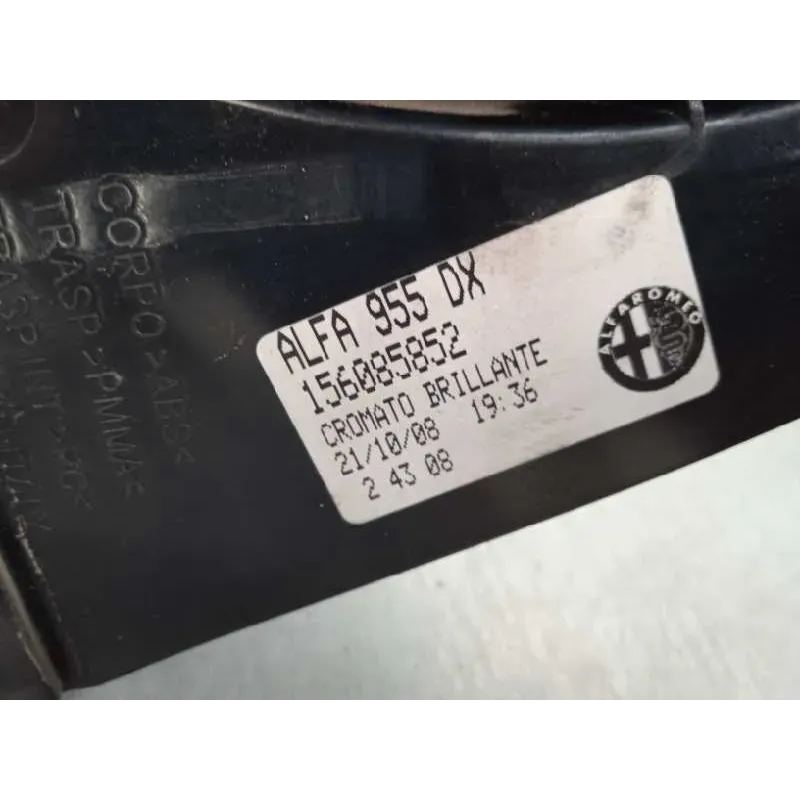 ALFA 955 DX
156085852
CROMATO BRILLANTE
21/10/08 19:36
2 43 08
ALFA ROMEO
CORPO >ABS<
TRASP >PMMA<